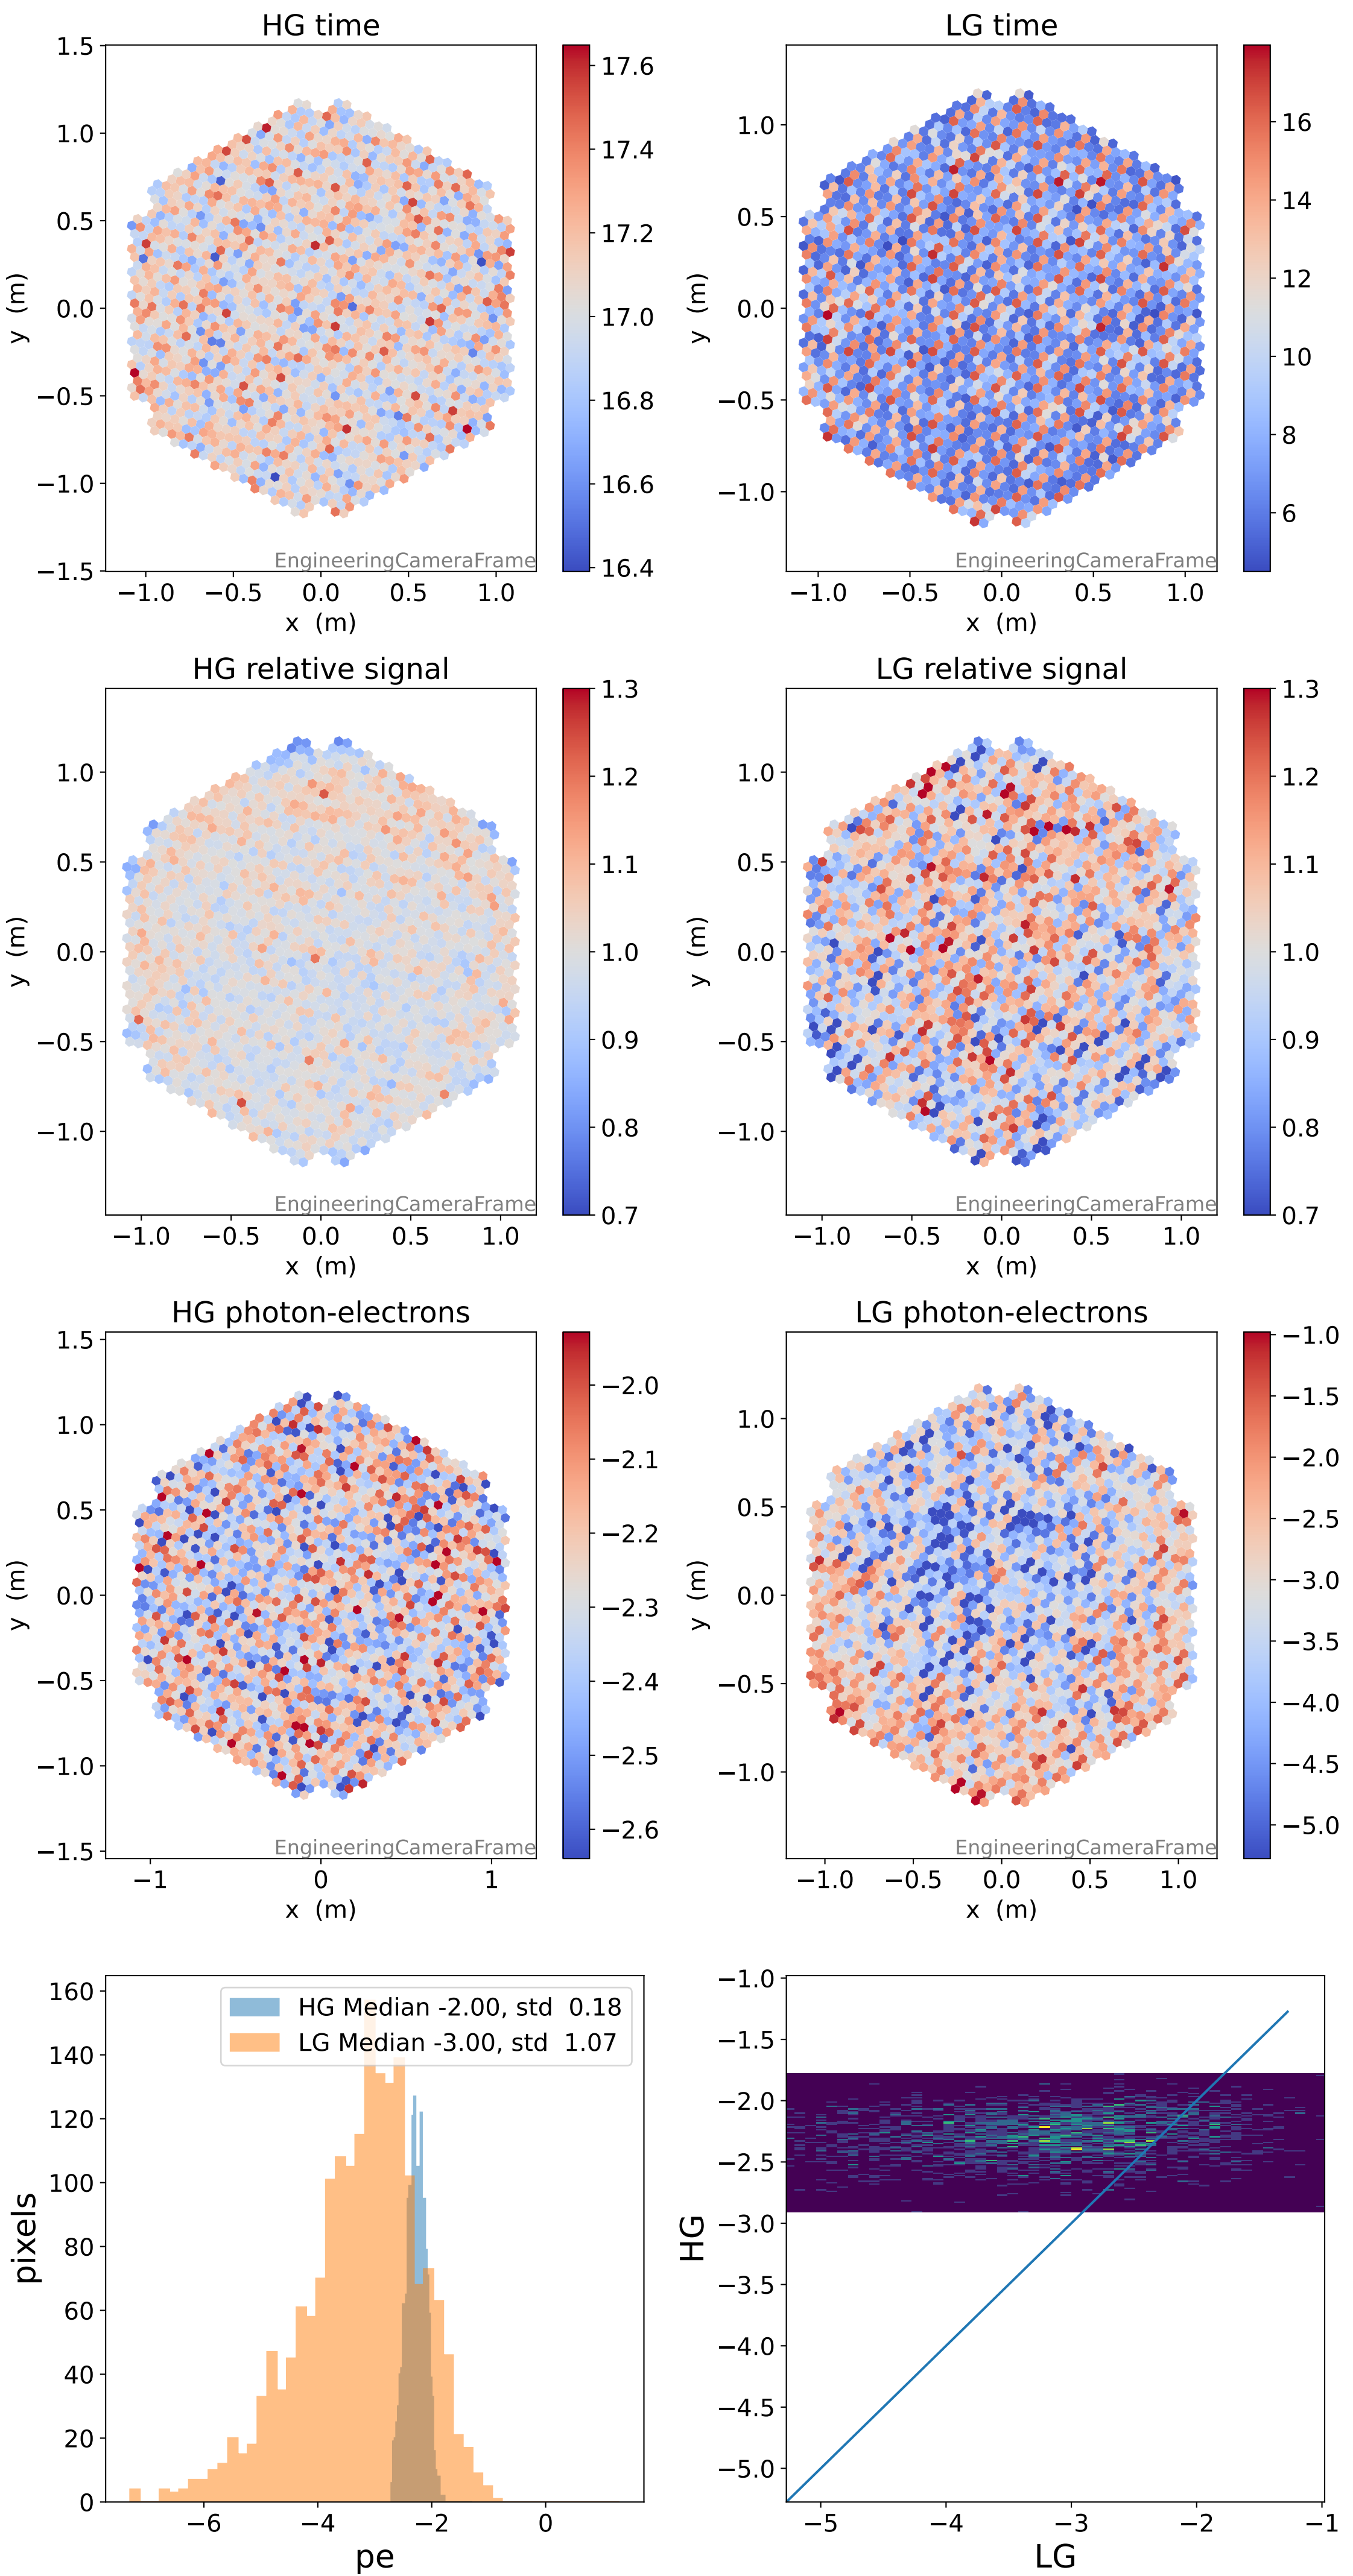 HG time
1.5
1.0
0.5
0.0
−0.5
−1.0
−1.5
y (m)
−1.0 −0.5 0.0 0.5 1.0
x (m)
EngineeringCameraFrame
17.6
17.4
17.2
17.0
16.8
16.6
16.4
LG time
1.0
0.5
0.0
−0.5
−1.0
y (m)
−1.0 −0.5 0.0 0.5 1.0
x (m)
EngineeringCameraFrame
16
14
12
10
8
6
HG relative signal
1.0
0.5
0.0
−0.5
−1.0
y (m)
−1.0 −0.5 0.0 0.5 1.0
x (m)
EngineeringCameraFrame
1.3
1.2
1.1
1.0
0.9
0.8
0.7
LG relative signal
1.0
0.5
0.0
−0.5
−1.0
y (m)
−1.0 −0.5 0.0 0.5 1.0
x (m)
EngineeringCameraFrame
1.3
1.2
1.1
1.0
0.9
0.8
0.7
HG photon-electrons
1.5
1.0
0.5
0.0
−0.5
−1.0
−1.5
y (m)
−1 0 1
x (m)
EngineeringCameraFrame
−2.0
−2.1
−2.2
−2.3
−2.4
−2.5
−2.6
LG photon-electrons
1.0
0.5
0.0
−0.5
−1.0
y (m)
−1.0 −0.5 0.0 0.5 1.0
x (m)
EngineeringCameraFrame
−1.0
−1.5
−2.0
−2.5
−3.0
−3.5
−4.0
−4.5
−5.0
160
140
120
100
80
60
40
20
0
pixels
HG Median -2.00, std 0.18
LG Median -3.00, std 1.07
−6 −4 −2 0
pe
−1.0
−1.5
−2.0
−2.5
−3.0
−3.5
−4.0
−4.5
−5.0
HG
−5 −4 −3 −2 −1
LG